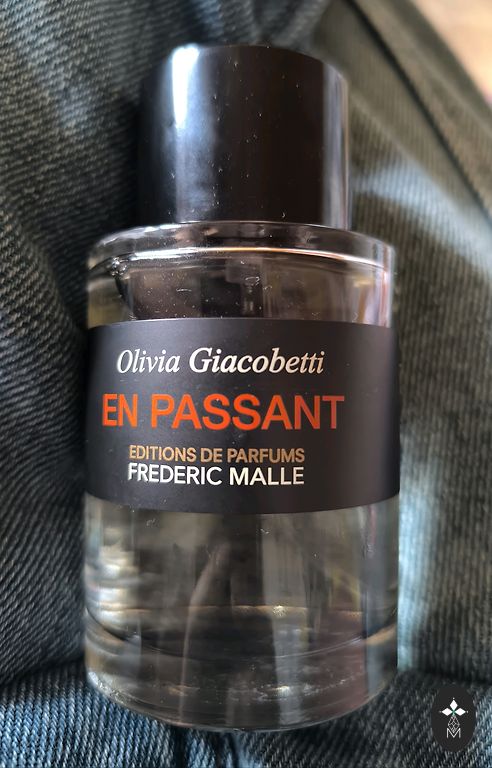 Olivia Giacobetti
EN PASSANT
EDITIONS DE PARFUMS
FREDERIC MALLE